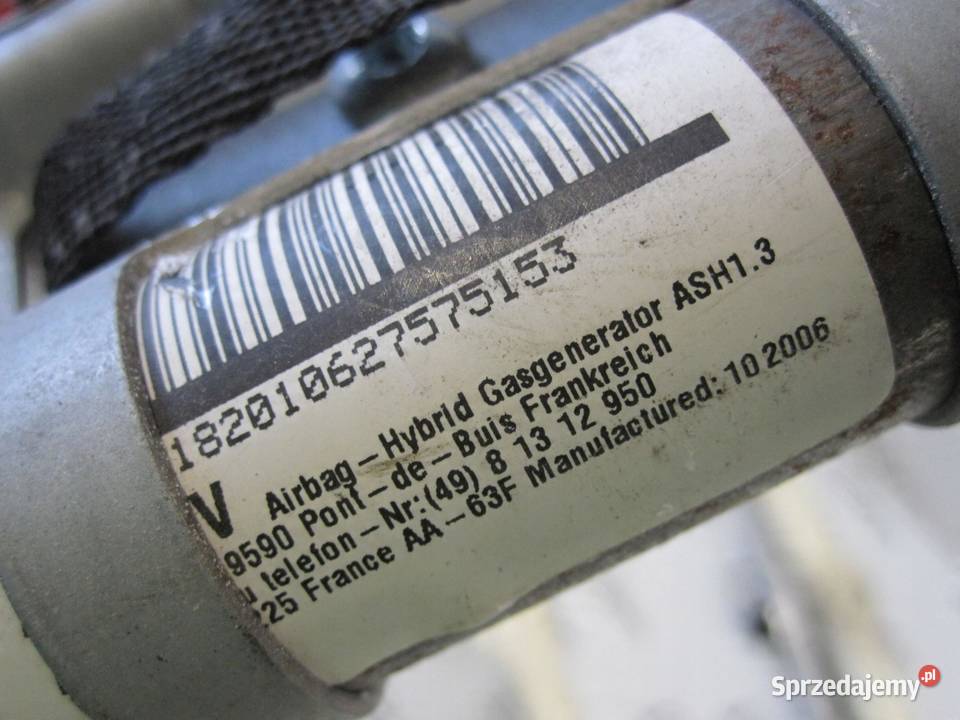 182010627575153
V Airbag-Hybrid Gasgenerator ASH1.3
9590 Pont-de-Buis Frankreich
u telefon-Nr:(49) 8 13 12 950
25 France AA-63F Manufactured: 10 2006
Sprzedajemy.pl